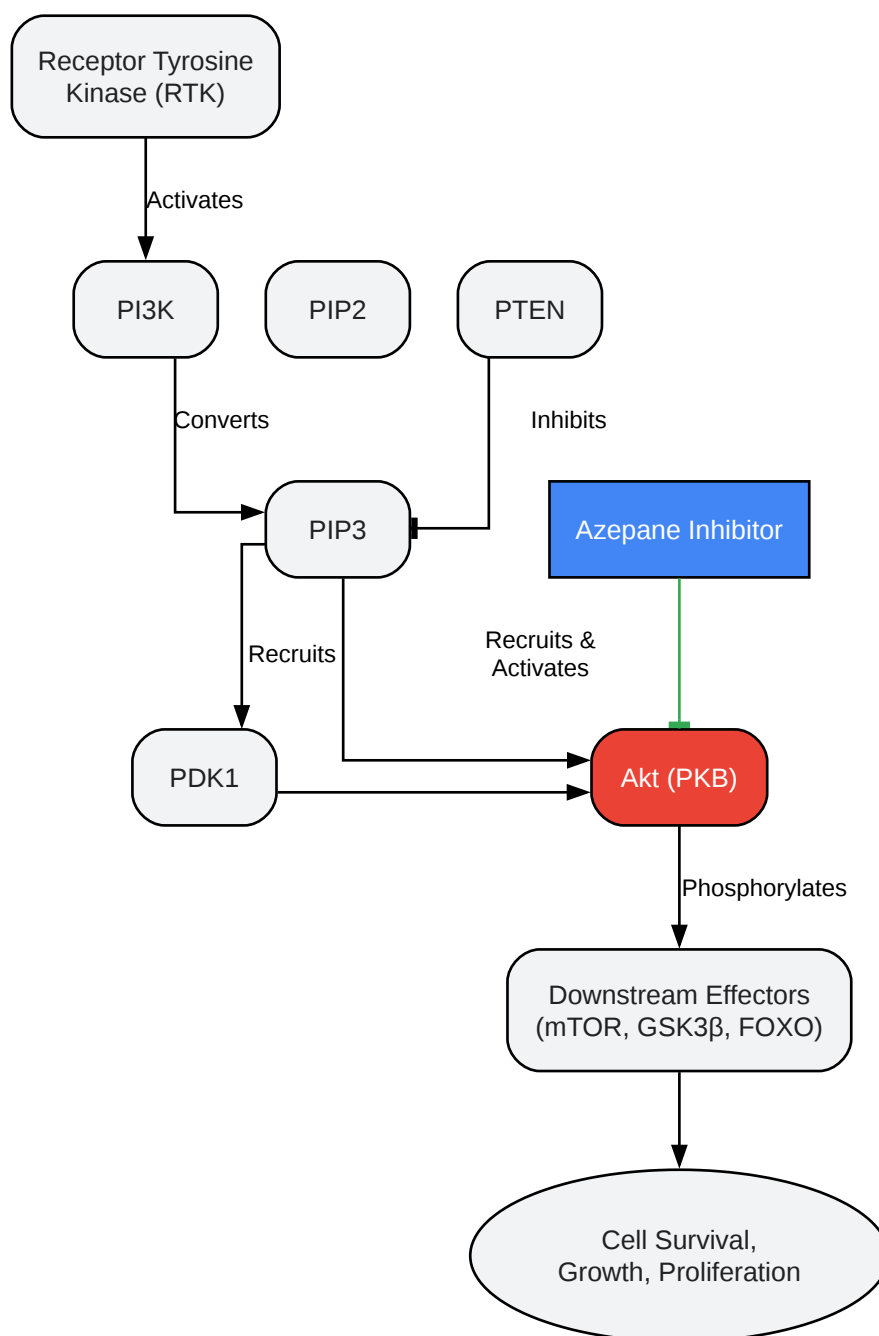 Receptor Tyrosine
Kinase (RTK)
Activates
PI3K
PIP2
PTEN
Converts
Inhibits
PIP3
Azepane Inhibitor
Recruits
Recruits &
Activates
PDK1
Akt (PKB)
Phosphorylates
Downstream Effectors
(mTOR, GSK3β, FOXO)
Cell Survival,
Growth, Proliferation